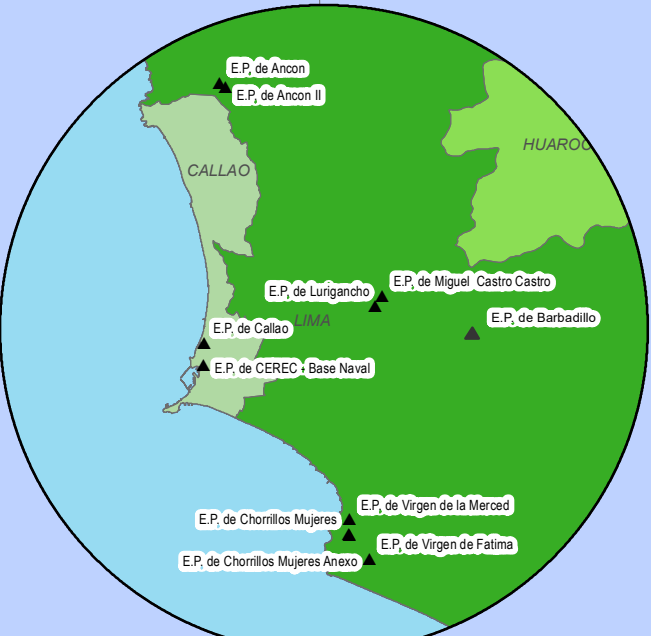 E.P, de Ancon
E.P, de Ancon II
HUAROC
CALLAO
E.P, de Miguel Castro Castro
E.P, de Lurigancho
E.P, de Barbadillo
LIMA
E.P, de Callao
E.P, de CEREC - Base Naval
E.P, de Virgen de la Merced
E.P, de Chorrillos Mujeres
E.P, de Virgen de Fatima
E.P, de Chorrillos Mujeres Anexo